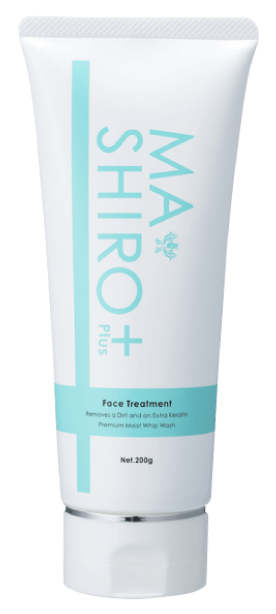 MA
SHIRO+
Plus
Face Treatment
Removes a Dirt and an Extra Keratin
Premium Moist Whip Wash
Net.200g